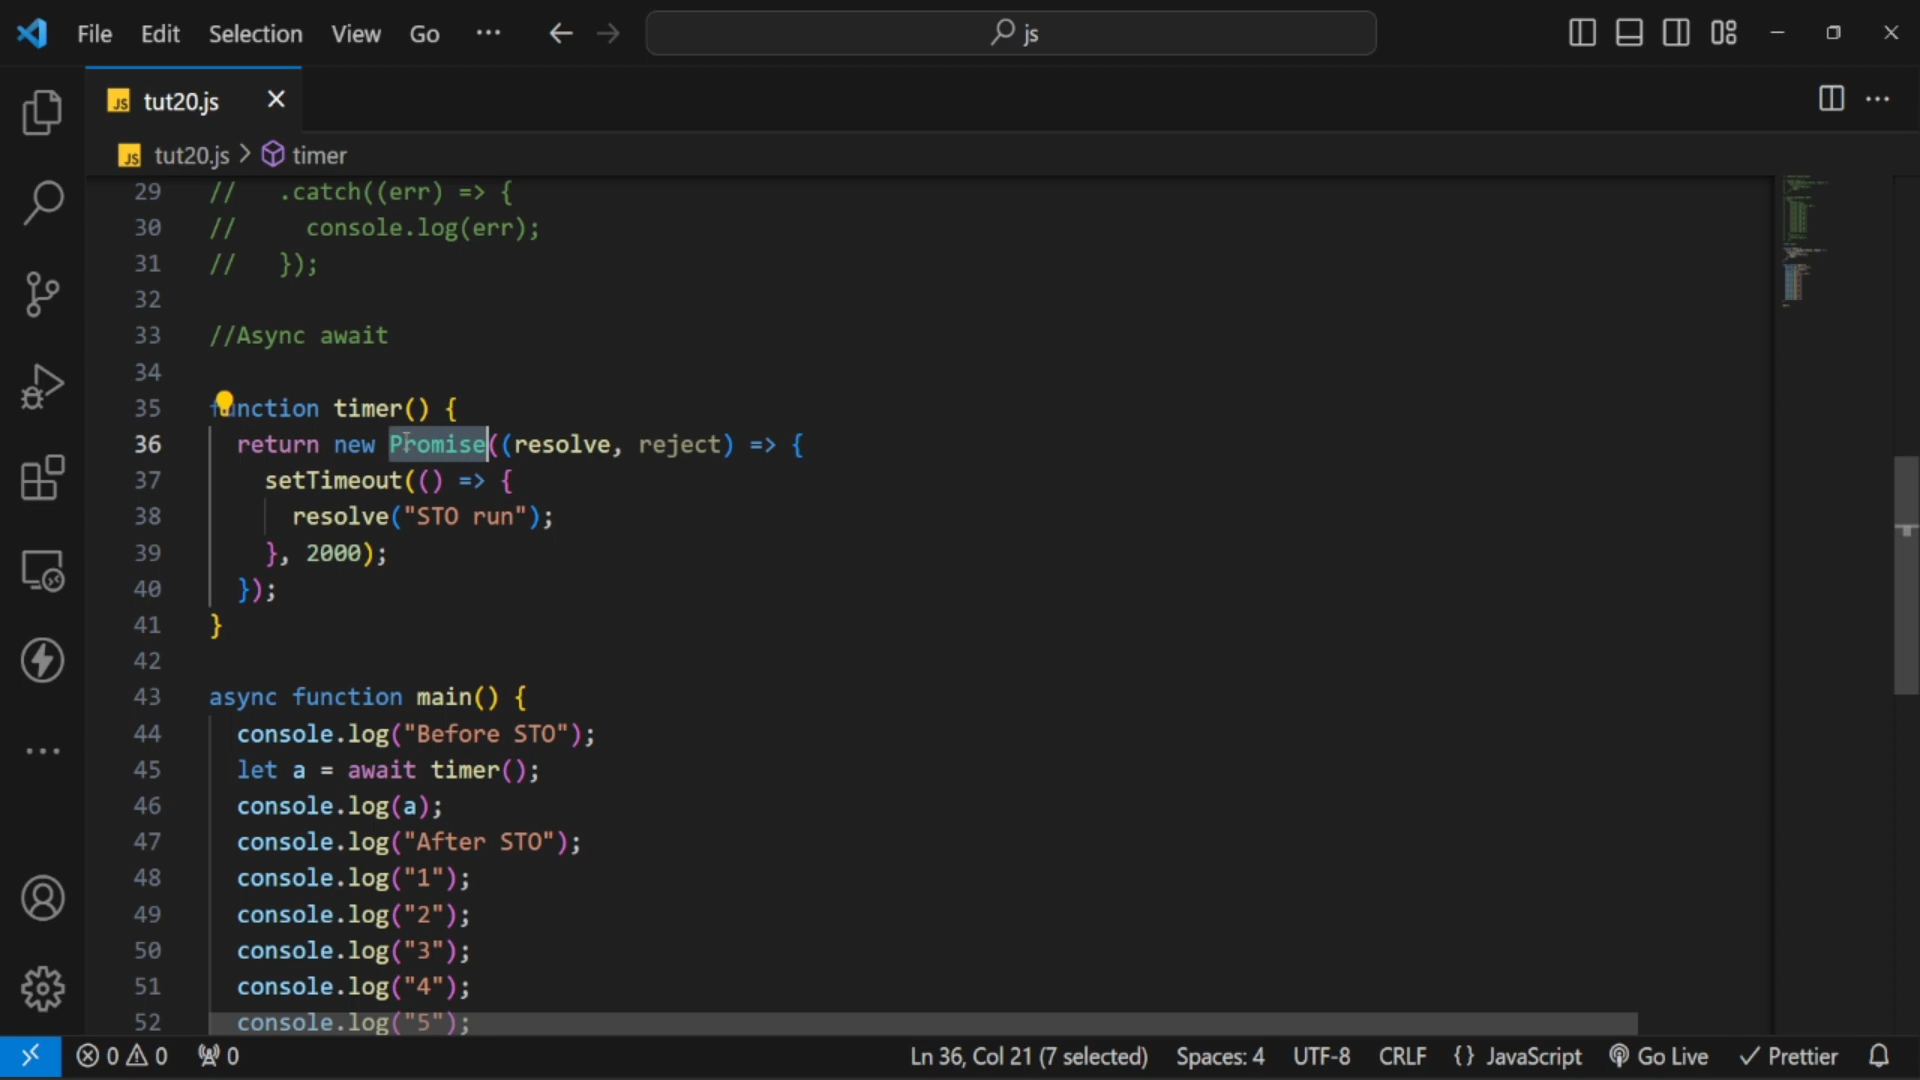 File Edit Selection View Go ··· js
JS tut20.js
JS tut20.js > timer
29 //   .catch((err) => {
30 //     console.log(err);
31 //   });
32
33 //Async await
34
35 function timer() {
36   return new Promise((resolve, reject) => {
37     setTimeout(() => {
38       resolve("STO run");
39     }, 2000);
40   });
41 }
42
43 async function main() {
44   console.log("Before STO");
45   let a = await timer();
46   console.log(a);
47   console.log("After STO");
48   console.log("1");
49   console.log("2");
50   console.log("3");
51   console.log("4");
52   console.log("5");
0 0 0 Ln 36, Col 21 (7 selected) Spaces: 4 UTF-8 CRLF {} JavaScript Go Live Prettier